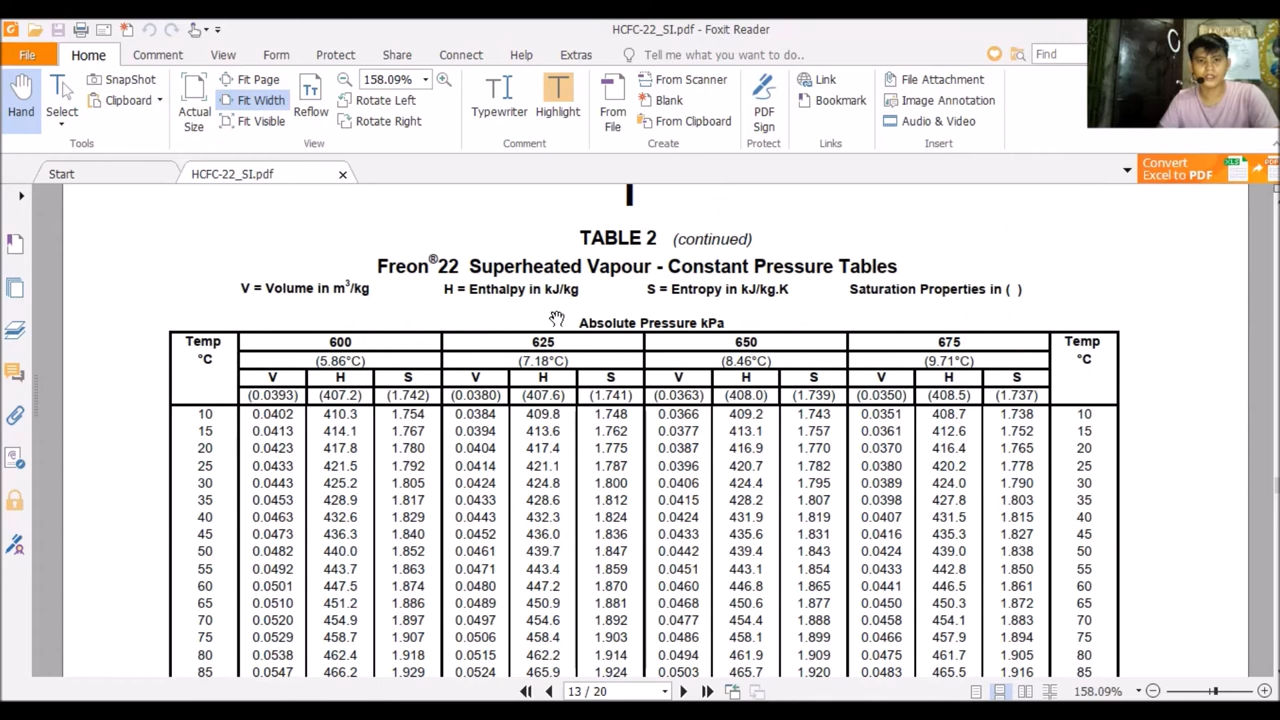 HCFC-22_SI.pdf - Foxit Reader
File Home Comment View Form Protect Share Connect Help Extras Tell me what you want to do.. Find
Hand Select SnapShot Clipboard Actual Size Fit Page Fit Width Fit Visible Reflow 158.09% Rotate Left Rotate Right Typewriter Highlight From File From Scanner Blank From Clipboard PDF Sign Link Bookmark File Attachment Image Annotation Audio & Video
Tools View Comment Create Protect Links Insert
Start HCFC-22_SI.pdf Convert Excel to PDF
TABLE 2 (continued)
Freon®22 Superheated Vapour - Constant Pressure Tables
V = Volume in m³/kg H = Enthalpy in kJ/kg S = Entropy in kJ/kg.K Saturation Properties in ( )
Absolute Pressure kPa
Temp 600 625 650 675 Temp
°C (5.86°C) (7.18°C) (8.46°C) (9.71°C) °C
V H S V H S V H S V H S
(0.0393) (407.2) (1.742) (0.0380) (407.6) (1.741) (0.0363) (408.0) (1.739) (0.0350) (408.5) (1.737)
10 0.0402 410.3 1.754 0.0384 409.8 1.748 0.0366 409.2 1.743 0.0351 408.7 1.738 10
15 0.0413 414.1 1.767 0.0394 413.6 1.762 0.0377 413.1 1.757 0.0361 412.6 1.752 15
20 0.0423 417.8 1.780 0.0404 417.4 1.775 0.0387 416.9 1.770 0.0370 416.4 1.765 20
25 0.0433 421.5 1.792 0.0414 421.1 1.787 0.0396 420.7 1.782 0.0380 420.2 1.778 25
30 0.0443 425.2 1.805 0.0424 424.8 1.800 0.0406 424.4 1.795 0.0389 424.0 1.790 30
35 0.0453 428.9 1.817 0.0433 428.6 1.812 0.0415 428.2 1.807 0.0398 427.8 1.803 35
40 0.0463 432.6 1.829 0.0443 432.3 1.824 0.0424 431.9 1.819 0.0407 431.5 1.815 40
45 0.0473 436.3 1.840 0.0452 436.0 1.836 0.0433 435.6 1.831 0.0416 435.3 1.827 45
50 0.0482 440.0 1.852 0.0461 439.7 1.847 0.0442 439.4 1.843 0.0424 439.0 1.838 50
55 0.0492 443.7 1.863 0.0471 443.4 1.859 0.0451 443.1 1.854 0.0433 442.8 1.850 55
60 0.0501 447.5 1.874 0.0480 447.2 1.870 0.0460 446.8 1.865 0.0441 446.5 1.861 60
65 0.0510 451.2 1.886 0.0489 450.9 1.881 0.0468 450.6 1.877 0.0450 450.3 1.872 65
70 0.0520 454.9 1.897 0.0497 454.6 1.892 0.0477 454.4 1.888 0.0458 454.1 1.883 70
75 0.0529 458.7 1.907 0.0506 458.4 1.903 0.0486 458.1 1.899 0.0466 457.9 1.894 75
80 0.0538 462.4 1.918 0.0515 462.2 1.914 0.0494 461.9 1.909 0.0475 461.7 1.905 80
85 0.0547 466.2 1.929 0.0524 465.9 1.924 0.0503 465.7 1.920 0.0483 465.5 1.916 85
13 / 20 158.09%